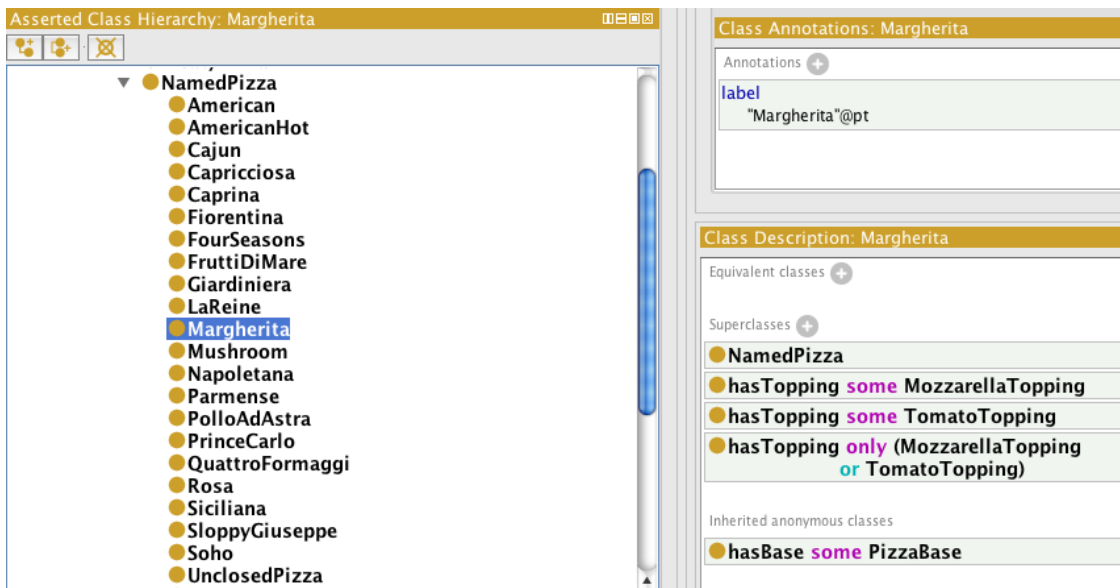 Asserted Class Hierarchy: Margherita
NamedPizza
American
AmericanHot
Cajun
Capricciosa
Caprina
Fiorentina
FourSeasons
FruttiDiMare
Giardiniera
LaReine
Margherita
Mushroom
Napoletana
Parmense
PolloAdAstra
PrinceCarlo
QuattroFormaggi
Rosa
Siciliana
SloppyGiuseppe
Soho
UnclosedPizza
Class Annotations: Margherita
Annotations
label
"Margherita"@pt
Class Description: Margherita
Equivalent classes
Superclasses
NamedPizza
hasTopping some MozzarellaTopping
hasTopping some TomatoTopping
hasTopping only (MozzarellaTopping
or TomatoTopping)
Inherited anonymous classes
hasBase some PizzaBase